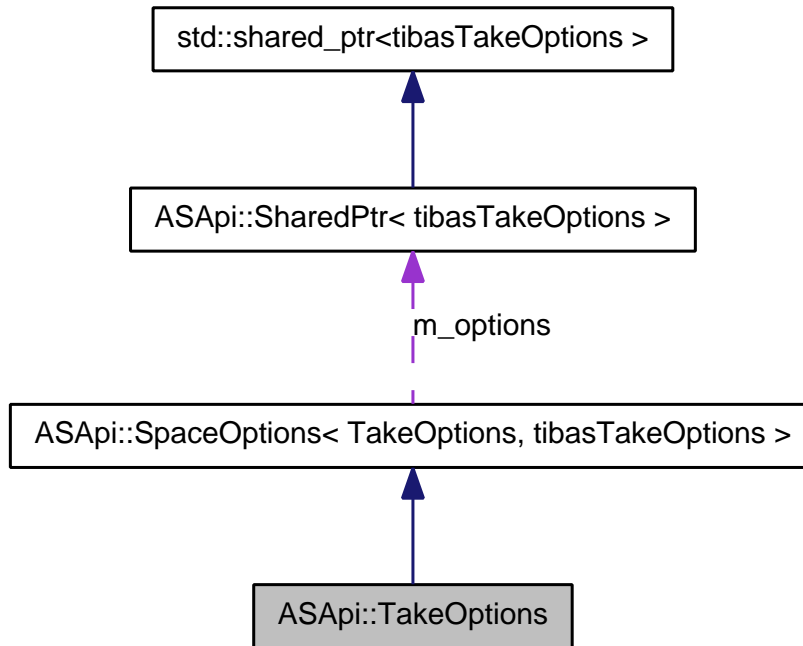 std::shared_ptr<tibasTakeOptions >
ASApi::SharedPtr< tibasTakeOptions >
m_options
ASApi::SpaceOptions< TakeOptions, tibasTakeOptions >
ASApi::TakeOptions